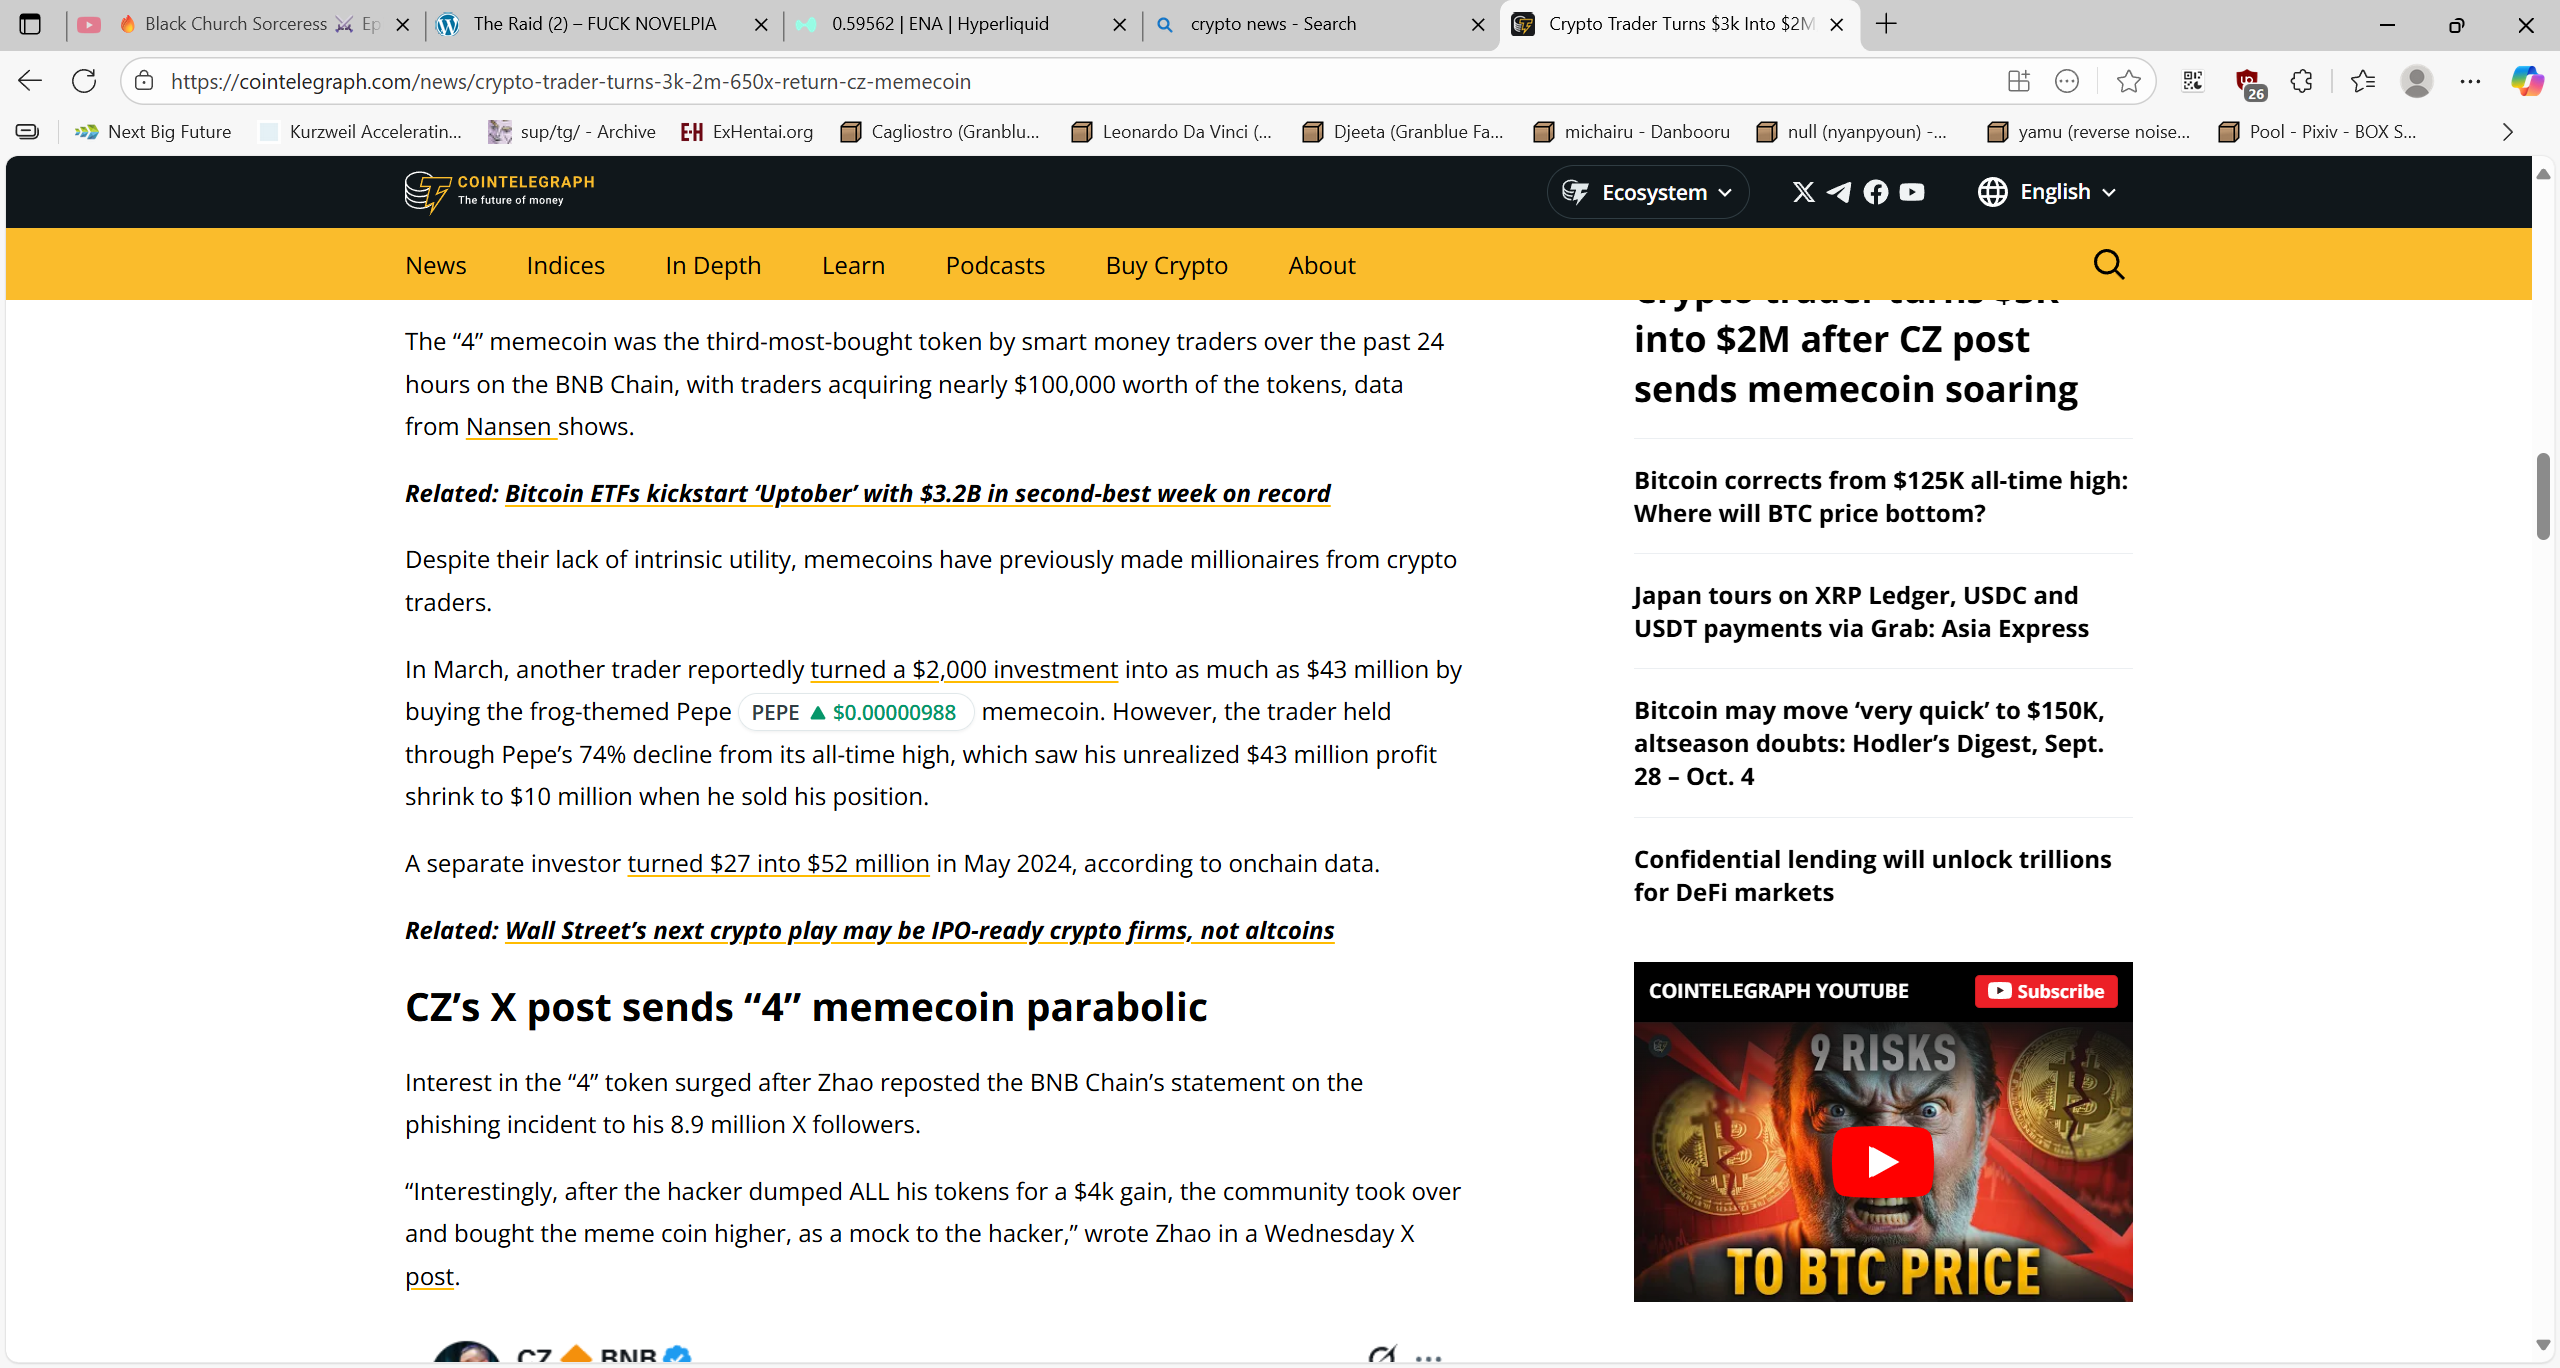 Black Church Sorceress ⚔ Ep
The Raid (2) – FUCK NOVELPIA
0.59562 | ENA | Hyperliquid
crypto news - Search
Crypto Trader Turns $3k Into $2M
https://cointelegraph.com/news/crypto-trader-turns-3k-2m-650x-return-cz-memecoin
26
Next Big Future
Kurzweil Acceleratin...
sup/tg/ - Archive
E-H ExHentai.org
Cagliostro (Granblu...
Leonardo Da Vinci (...
Djeeta (Granblue Fa...
michairu - Danbooru
null (nyanpyoun) -...
yamu (reverse noise...
Pool - Pixiv - BOX S...
COINTELEGRAPH
The future of money
Ecosystem
English
News
Indices
In Depth
Learn
Podcasts
Buy Crypto
About
The “4” memecoin was the third-most-bought token by smart money traders over the past 24
hours on the BNB Chain, with traders acquiring nearly $100,000 worth of the tokens, data
from Nansen shows.
Related: Bitcoin ETFs kickstart ‘Uptober’ with $3.2B in second-best week on record
Despite their lack of intrinsic utility, memecoins have previously made millionaires from crypto
traders.
In March, another trader reportedly turned a $2,000 investment into as much as $43 million by
buying the frog-themed Pepe PEPE ▲ $0.00000988 memecoin. However, the trader held
through Pepe’s 74% decline from its all-time high, which saw his unrealized $43 million profit
shrink to $10 million when he sold his position.
A separate investor turned $27 into $52 million in May 2024, according to onchain data.
Related: Wall Street’s next crypto play may be IPO-ready crypto firms, not altcoins
CZ’s X post sends “4” memecoin parabolic
Interest in the “4” token surged after Zhao reposted the BNB Chain’s statement on the
phishing incident to his 8.9 million X followers.
“Interestingly, after the hacker dumped ALL his tokens for a $4k gain, the community took over
and bought the meme coin higher, as a mock to the hacker,” wrote Zhao in a Wednesday X
post.
CZ BNB
Crypto trader turns $3K
into $2M after CZ post
sends memecoin soaring
Bitcoin corrects from $125K all-time high:
Where will BTC price bottom?
Japan tours on XRP Ledger, USDC and
USDT payments via Grab: Asia Express
Bitcoin may move ‘very quick’ to $150K,
altseason doubts: Hodler’s Digest, Sept.
28 – Oct. 4
Confidential lending will unlock trillions
for DeFi markets
COINTELEGRAPH YOUTUBE
Subscribe
9 RISKS
TO BTC PRICE